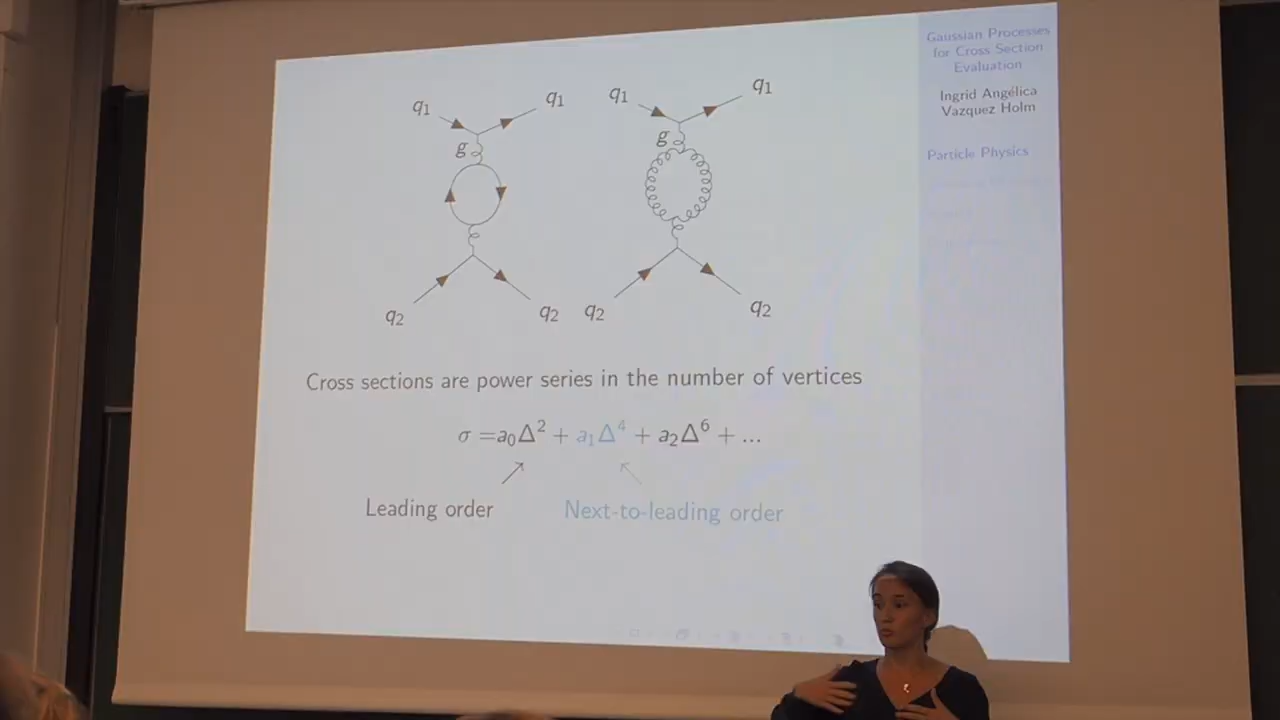 q₁ q₁ q₁ q₁
g g
q₂ q₂ q₂ q₂
Cross sections are power series in the number of vertices
σ =a₀Δ² + a₁Δ⁴ + a₂Δ⁶ + ...
Leading order Next-to-leading order
Gaussian Processes
for Cross Section
Evaluation
Ingrid Angélica
Vazquez Holm
Particle Physics